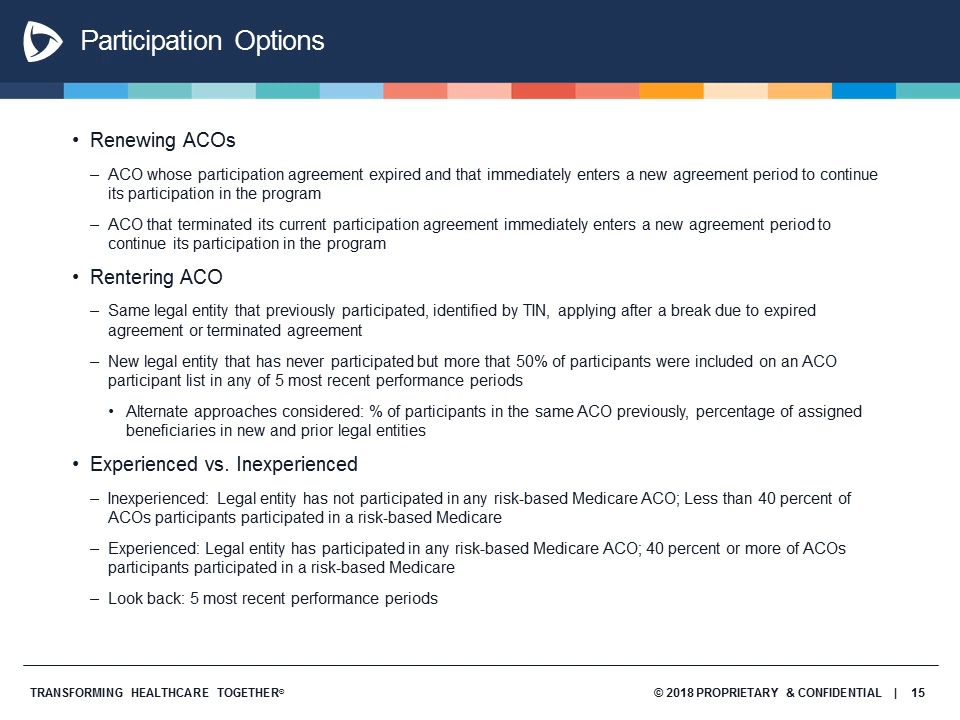 Participation Options
• Renewing ACOs
– ACO whose participation agreement expired and that immediately enters a new agreement period to continue
its participation in the program
– ACO that terminated its current participation agreement immediately enters a new agreement period to
continue its participation in the program
• Rentering ACO
– Same legal entity that previously participated, identified by TIN, applying after a break due to expired
agreement or terminated agreement
– New legal entity that has never participated but more that 50% of participants were included on an ACO
participant list in any of 5 most recent performance periods
• Alternate approaches considered: % of participants in the same ACO previously, percentage of assigned
beneficiaries in new and prior legal entities
• Experienced vs. Inexperienced
– Inexperienced: Legal entity has not participated in any risk-based Medicare ACO; Less than 40 percent of
ACOs participants participated in a risk-based Medicare
– Experienced: Legal entity has participated in any risk-based Medicare ACO; 40 percent or more of ACOs
participants participated in a risk-based Medicare
– Look back: 5 most recent performance periods
TRANSFORMING HEALTHCARE TOGETHER® © 2018 PROPRIETARY & CONFIDENTIAL | 15